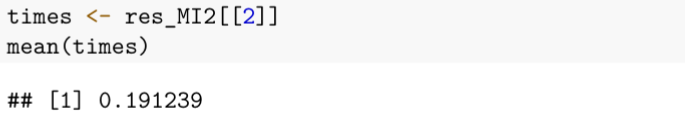 times <- res_MI2[[2]]
mean(times)
## [1] 0.191239